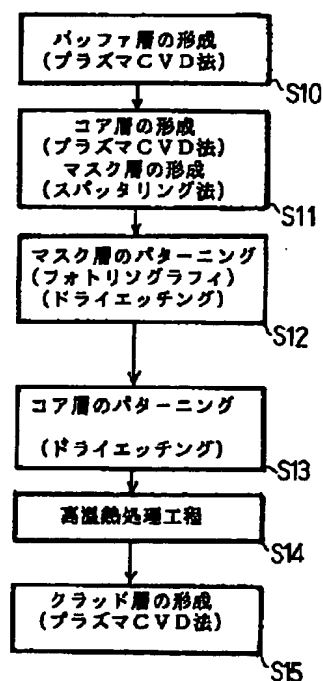 バッファ層の形成
(プラズマCVD法)
S10
コア層の形成
(プラズマCVD法)
マスク層の形成
(スパッタリング法)
S11
マスク層のパターニング
(フォトリソグラフィ)
(ドライエッチング)
S12
コア層のパターニング
(ドライエッチング)
S13
高温熱処理工程
S14
クラッド層の形成
(プラズマCVD法)
S15